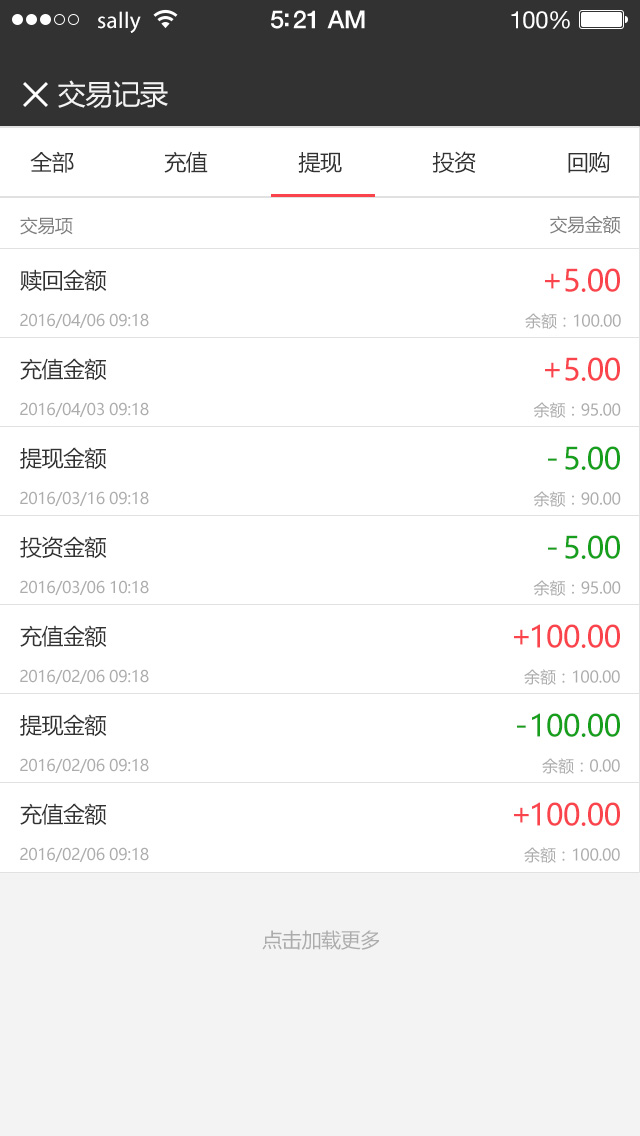 sally 5:21 AM 100%
交易记录
全部 充值 提现 投资 回购
交易项 交易金额
赎回金额 +5.00
2016/04/06 09:18 余额：100.00
充值金额 +5.00
2016/04/03 09:18 余额：95.00
提现金额 - 5.00
2016/03/16 09:18 余额：90.00
投资金额 - 5.00
2016/03/06 10:18 余额：95.00
充值金额 +100.00
2016/02/06 09:18 余额：100.00
提现金额 -100.00
2016/02/06 09:18 余额：0.00
充值金额 +100.00
2016/02/06 09:18 余额：100.00
点击加载更多